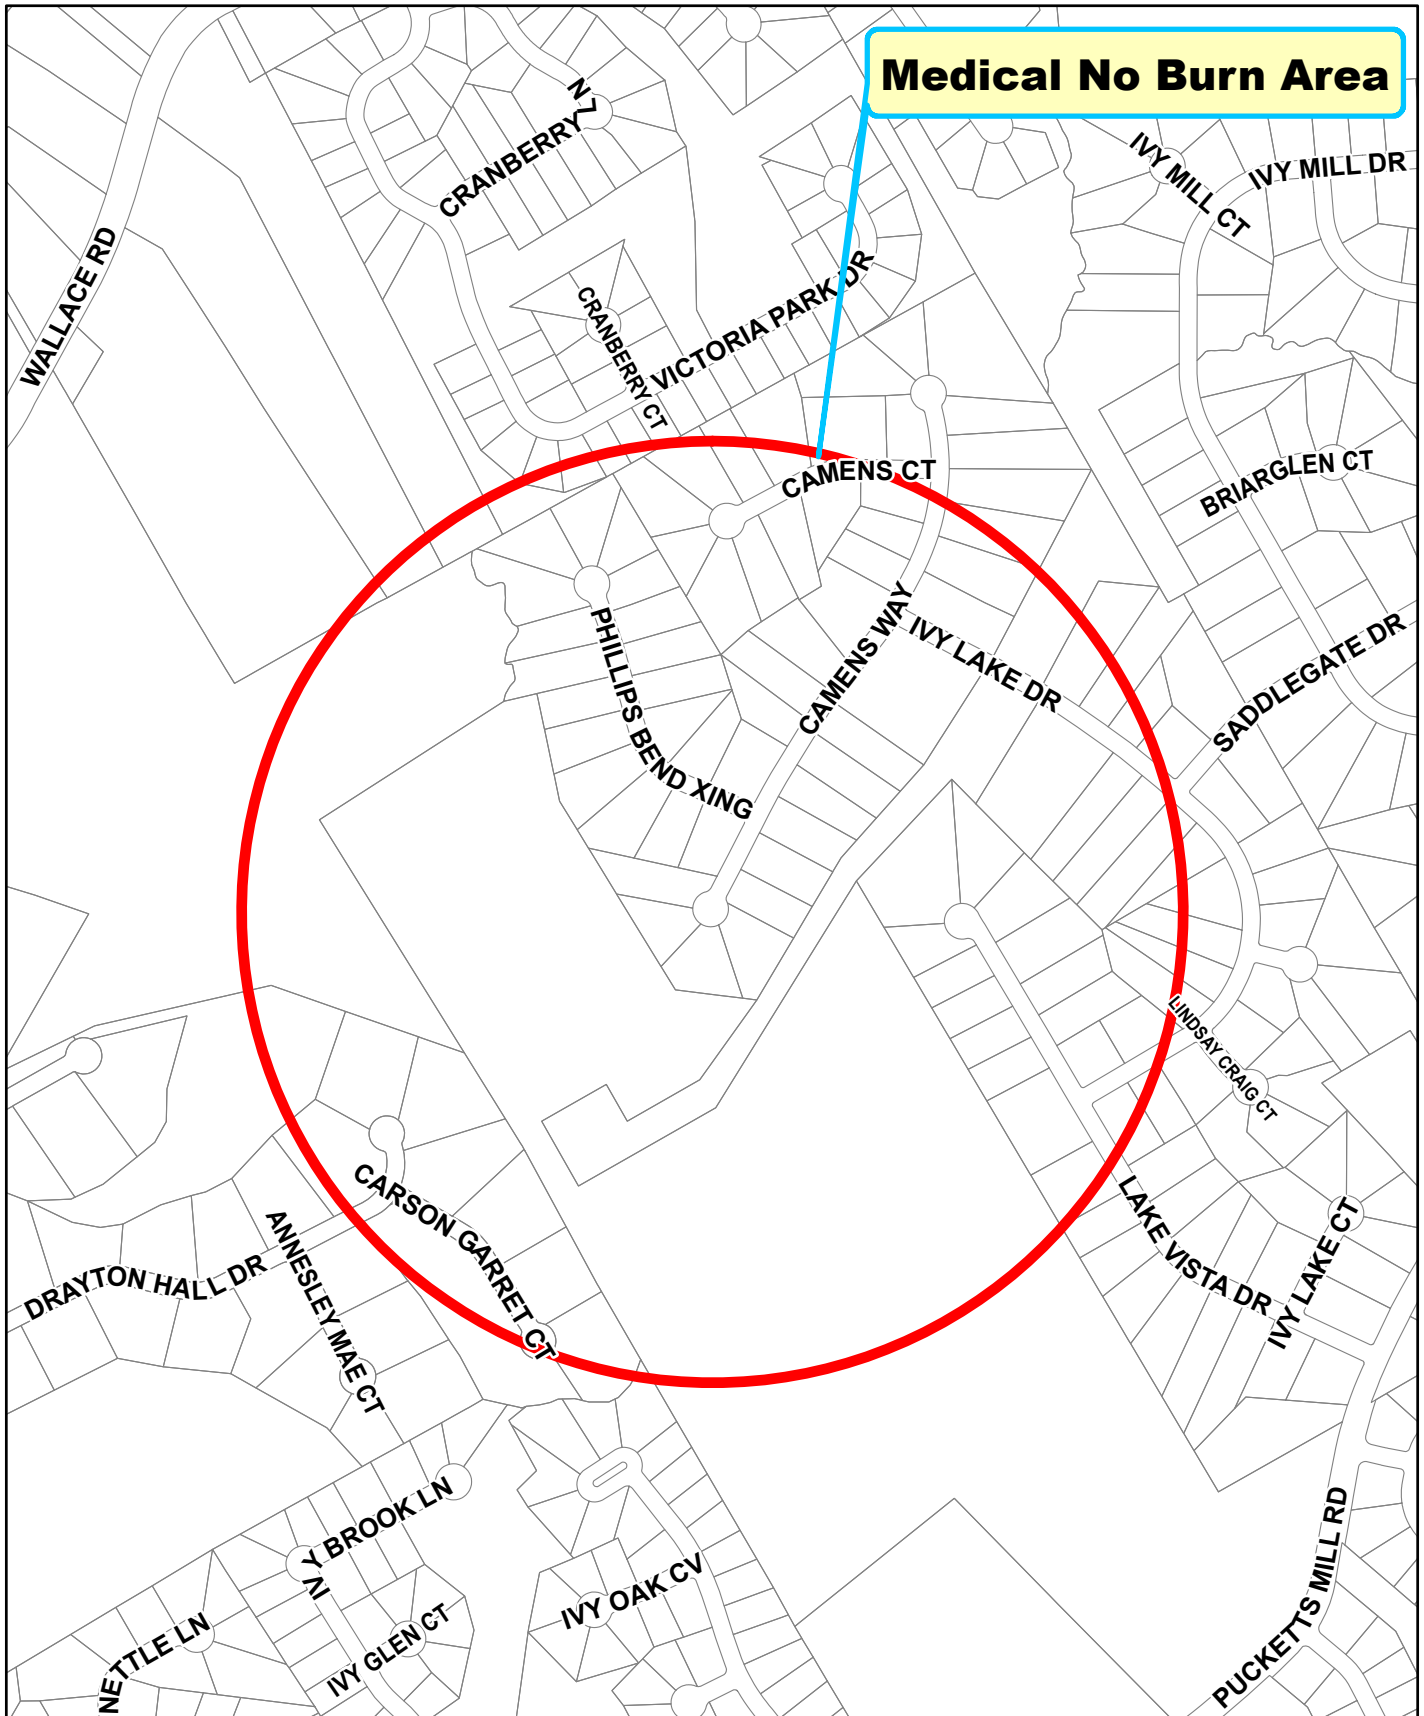 Medical No Burn Area
CRANBERRY LN
IVY MILL CT
IVY MILL DR
WALLACE RD
VICTORIA PARK DR
CRANBERRY CT
CAMENS CT
BRIARGLEN CT
PHILLIPS BEND XING
CAMENS WAY
IVY LAKE DR
SADDLEGATE DR
LINDSAY CRAIG CT
CARSON GARRET CT
ANNESLEY MAE CT
DRAYTON HALL DR
LAKE VISTA DR
IVY LAKE CT
IVY BROOK LN
IVY OAK CV
IVY GLEN CT
NETTLE LN
PUCKETTS MILL RD